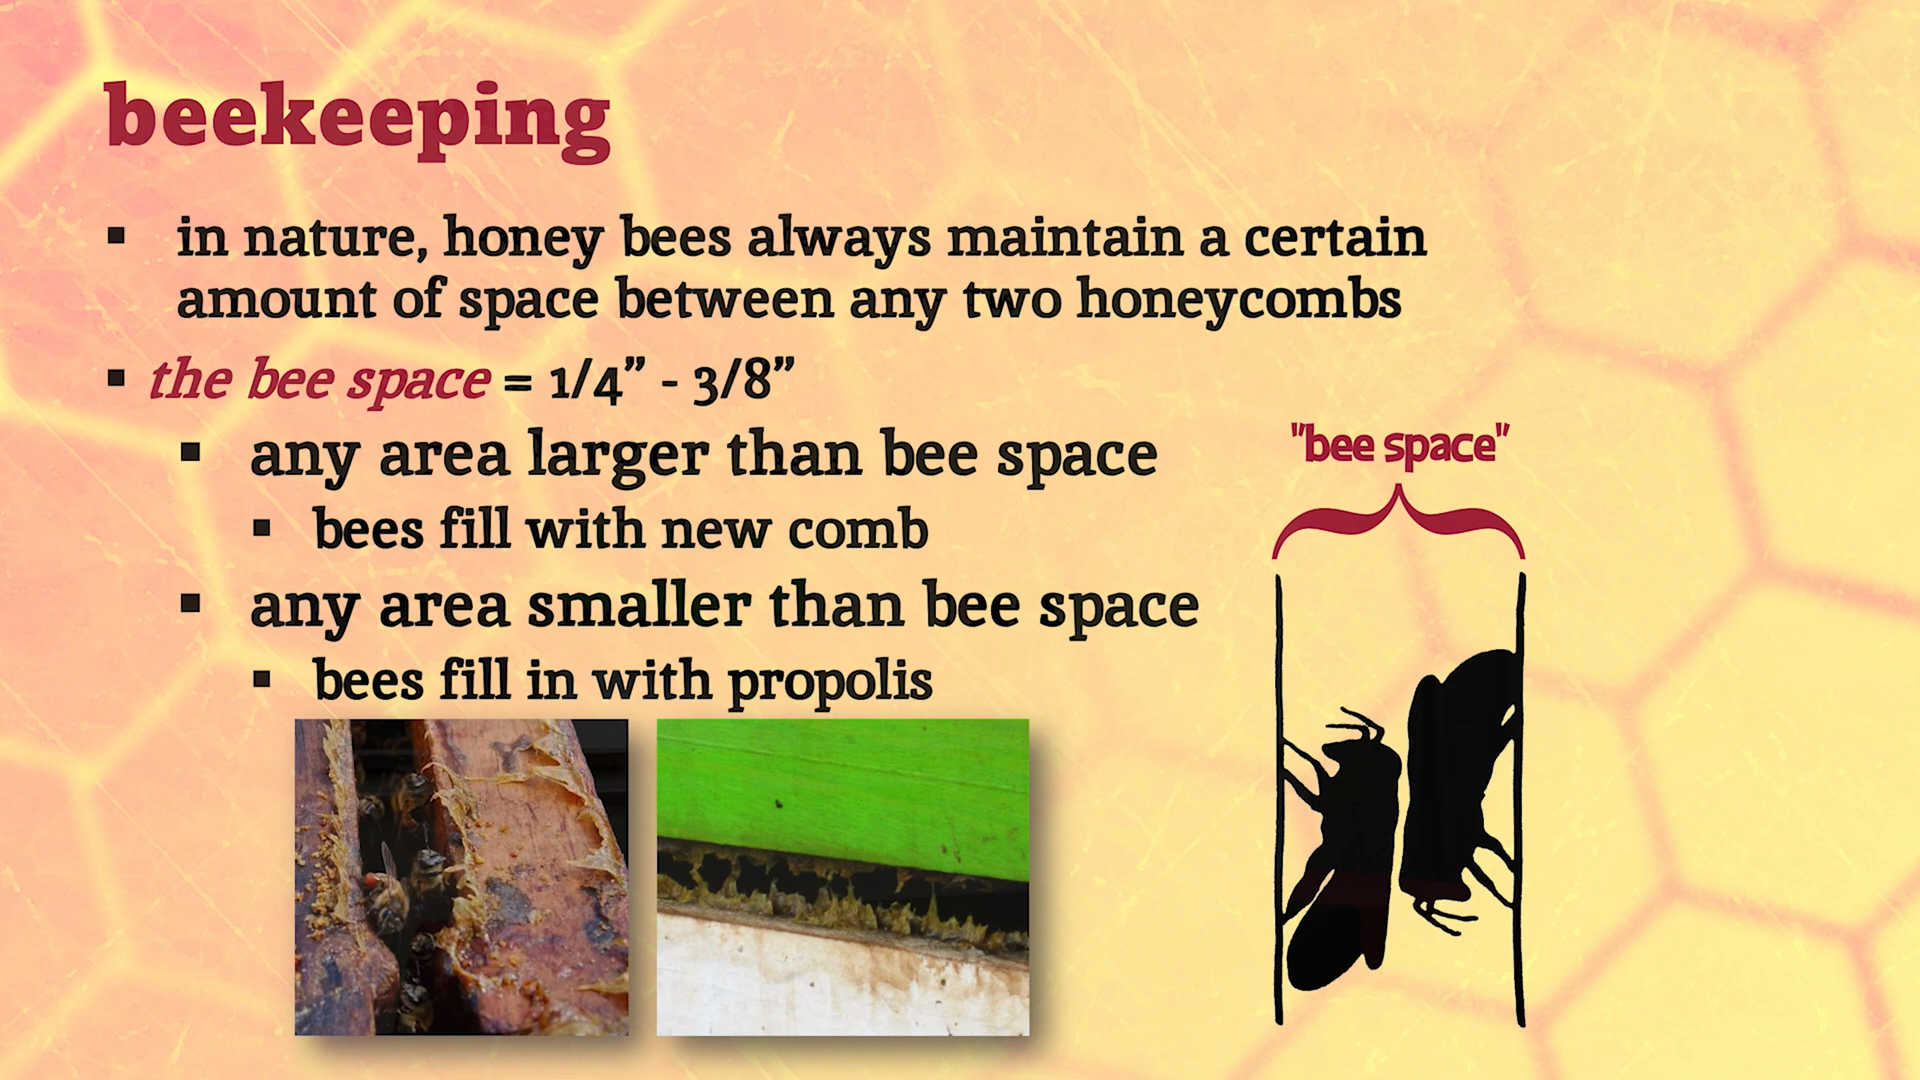 beekeeping
▪ in nature, honey bees always maintain a certain
amount of space between any two honeycombs
▪ the bee space = 1/4” - 3/8”
▪ any area larger than bee space
▪ bees fill with new comb
▪ any area smaller than bee space
▪ bees fill in with propolis
"bee space"